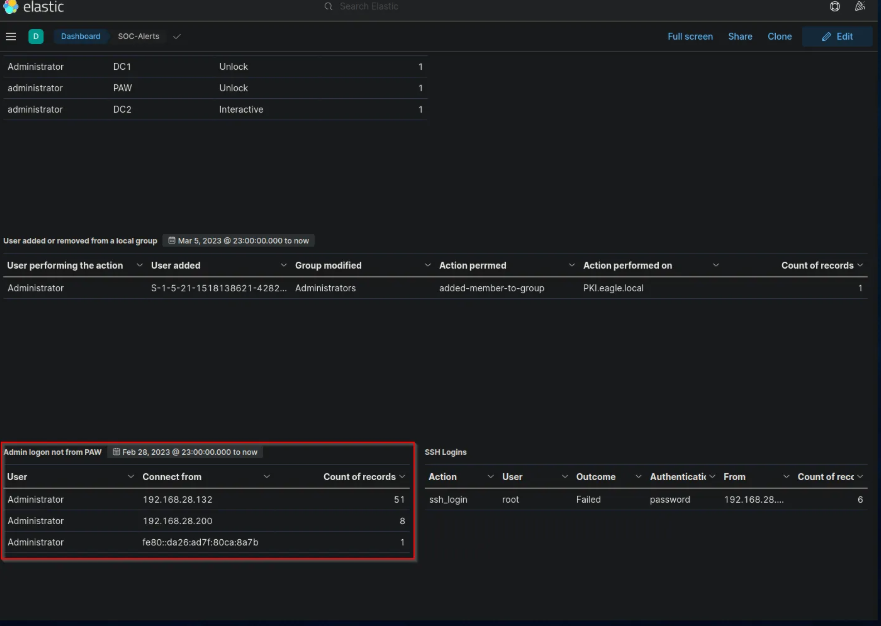 elastic
Search Elastic
D Dashboard SOC-Alerts Full screen Share Clone Edit
Administrator DC1 Unlock 1
administrator PAW Unlock 1
administrator DC2 Interactive 1
User added or removed from a local group Mar 5, 2023 @ 23:00:00.000 to now
User performing the action User added Group modified Action perrmed Action performed on Count of records
Administrator S-1-5-21-1518138621-4282... Administrators added-member-to-group PKI.eagle.local 1
Admin logon not from PAW Feb 28, 2023 @ 23:00:00.000 to now
User Connect from Count of records
Administrator 192.168.28.132 51
Administrator 192.168.28.200 8
Administrator fe80::da26:ad7f:80ca:8a7b 1
SSH Logins
Action User Outcome Authenticatic From Count of recc
ssh_login root Failed password 192.168.28.... 6